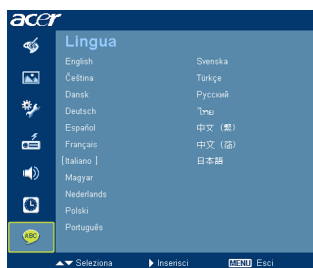 acer
Lingua
English
Čeština
Dansk
Deutsch
Español
Français
[Italiano ]
Magyar
Nederlands
Polski
Português
Svenska
Türkçe
Русский
ไทย
中文 (繁)
中文 (简)
日本語
ABC
Seleziona Inserisci MENU Esci